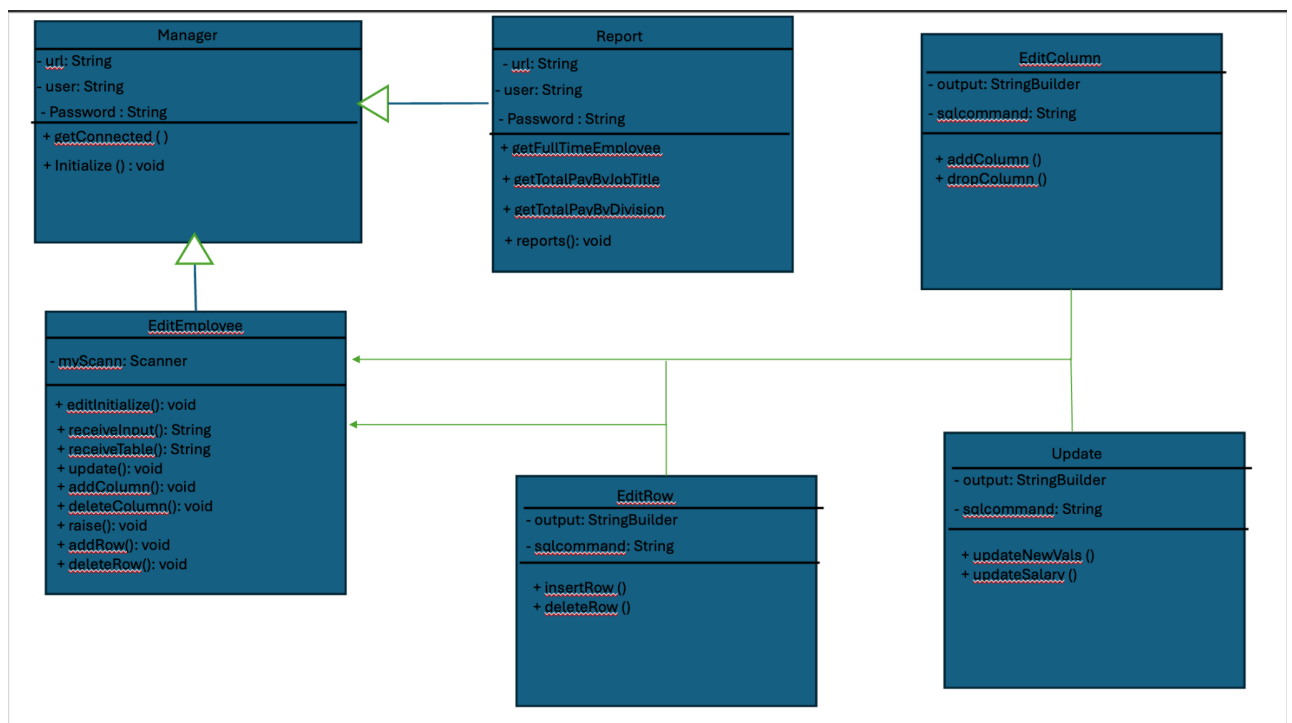 Manager
- url: String
- user: String
- Password : String
+ getConnected ( )
+ Initialize () : void
Report
- url: String
- user: String
- Password : String
+ getFullTimeEmployee
+ getTotalPayByJobTitle
+ getTotalPayByDivision
+ reports(): void
EditColumn
- output: StringBuilder
- sqlcommand: String
+ addColumn ()
+ dropColumn ()
EditEmployee
- myScann: Scanner
+ editInitialize(): void
+ receiveInput(): String
+ receiveTable(): String
+ update(): void
+ addColumn(): void
+ deleteColumn(): void
+ raise(): void
+ addRow(): void
+ deleteRow(): void
EditRow
- output: StringBuilder
- sqlcommand: String
+ insertRow ()
+ deleteRow ()
Update
- output: StringBuilder
- sqlcommand: String
+ updateNewVals ()
+ updateSalary ()